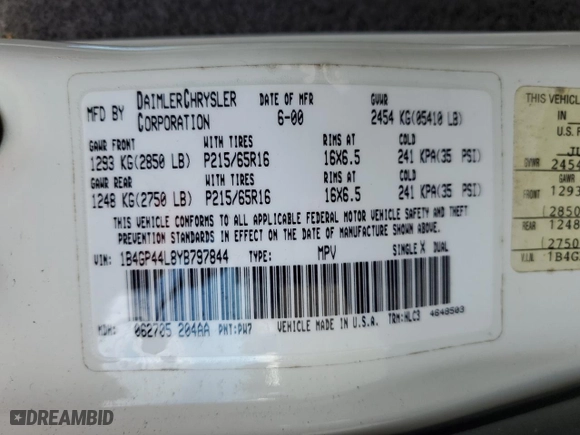 MFD BY DAIMLERCHRYSLER CORPORATION
DATE OF MFR 6-00
GVWR 2454 KG(05410 LB)
GAWR FRONT WITH TIRES RIMS AT COLD
1293 KG(2850 LB) P215/65R16 16X6.5 241 KPA(35 PSI)
GAWR REAR WITH TIRES RIMS AT COLD
1248 KG(2750 LB) P215/65R16 16X6.5 241 KPA(35 PSI)
THIS VEHICLE CONFORMS TO ALL APPLICABLE FEDERAL MOTOR VEHICLE SAFETY AND THEFT
PREVENTION STANDARDS IN EFFECT ON THE DATE OF MANUFACTURE SHOWN ABOVE
VIN: 1B4GP44L8YB797844 TYPE: MPV SINGLE X DUAL
MDH: 062705 204AA PNT:PW7 VEHICLE MADE IN U.S.A. TRM:HLC3 4848503
THIS VEHICLE
IN
U.S. F
GVWR 2454
GAWR
FRONT 1293
(2850
REAR 1248
(2750
V.I.N. 1B4G
DREAMBID